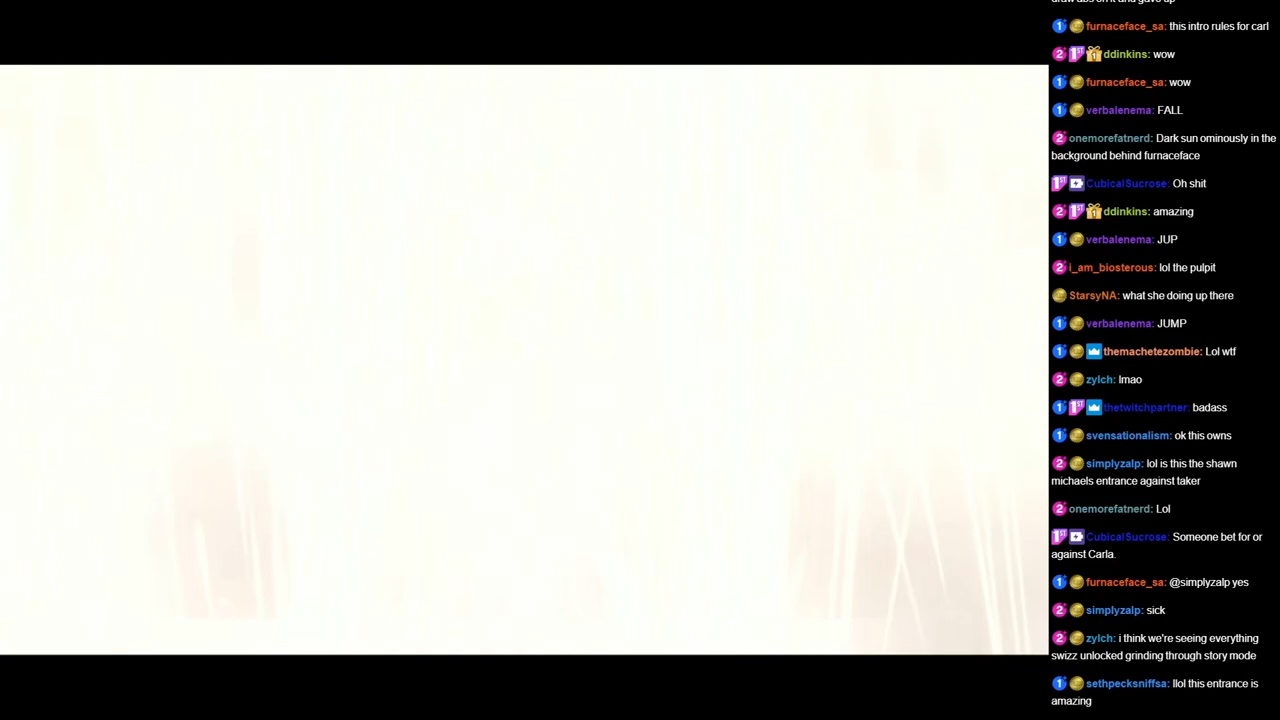 furnaceface_sa: this intro rules for carl
ddinkins: wow
furnaceface_sa: wow
verbalenema: FALL
onemorefatnerd: Dark sun ominously in the
background behind furnaceface
CubicalSucrose: Oh shit
ddinkins: amazing
verbalenema: JUP
i_am_biosterous: lol the pulpit
StarsyNA: what she doing up there
verbalenema: JUMP
themachetezombie: Lol wtf
zylch: lmao
thetwitchpartner: badass
svensationalism: ok this owns
simplyzalp: lol is this the shawn
michaels entrance against taker
onemorefatnerd: Lol
CubicalSucrose: Someone bet for or
against Carla.
furnaceface_sa: @simplyzalp yes
simplyzalp: sick
zylch: i think we're seeing everything
swizz unlocked grinding through story mode
sethpecksniffsa: llol this entrance is
amazing